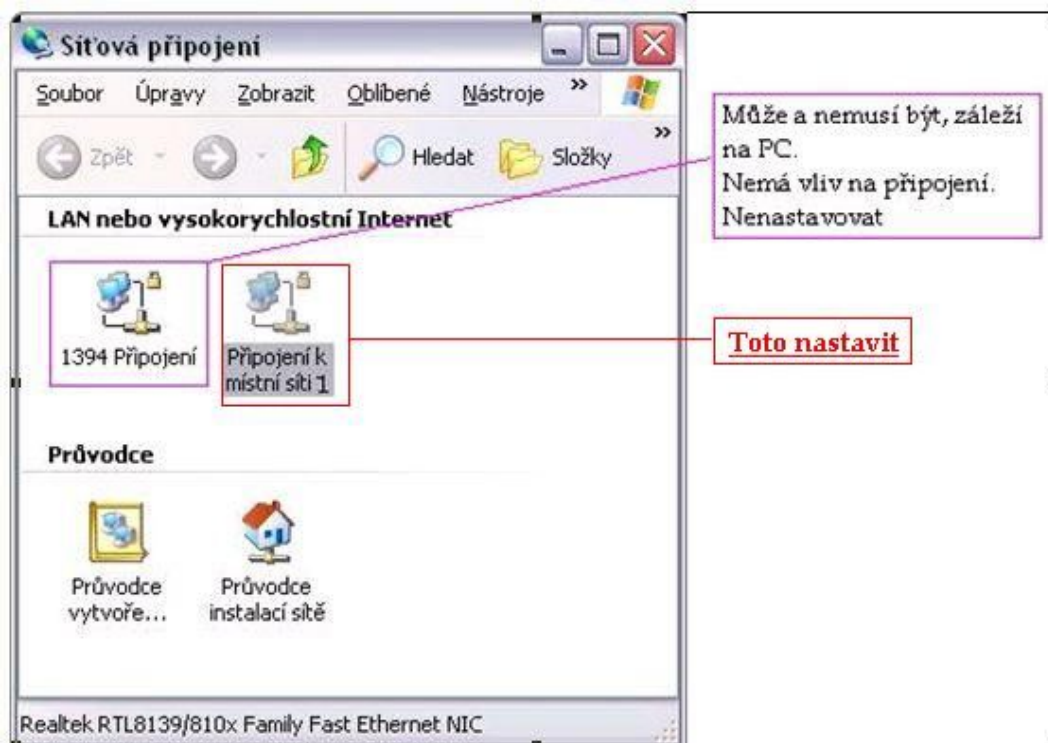 Síťová připojení
Soubor Úpravy Zobrazit Oblíbené Nástroje »
Zpět Hledat Složky »
LAN nebo vysokorychlostní Internet
1394 Připojení
Připojení k
místní síti 1
Průvodce
Průvodce
vytvoře...
Průvodce
instalací sítě
Realtek RTL8139/810x Family Fast Ethernet NIC
Může a nemusí být, záleží
na PC.
Nemá vliv na připojení.
Nenastavovat
Toto nastavit